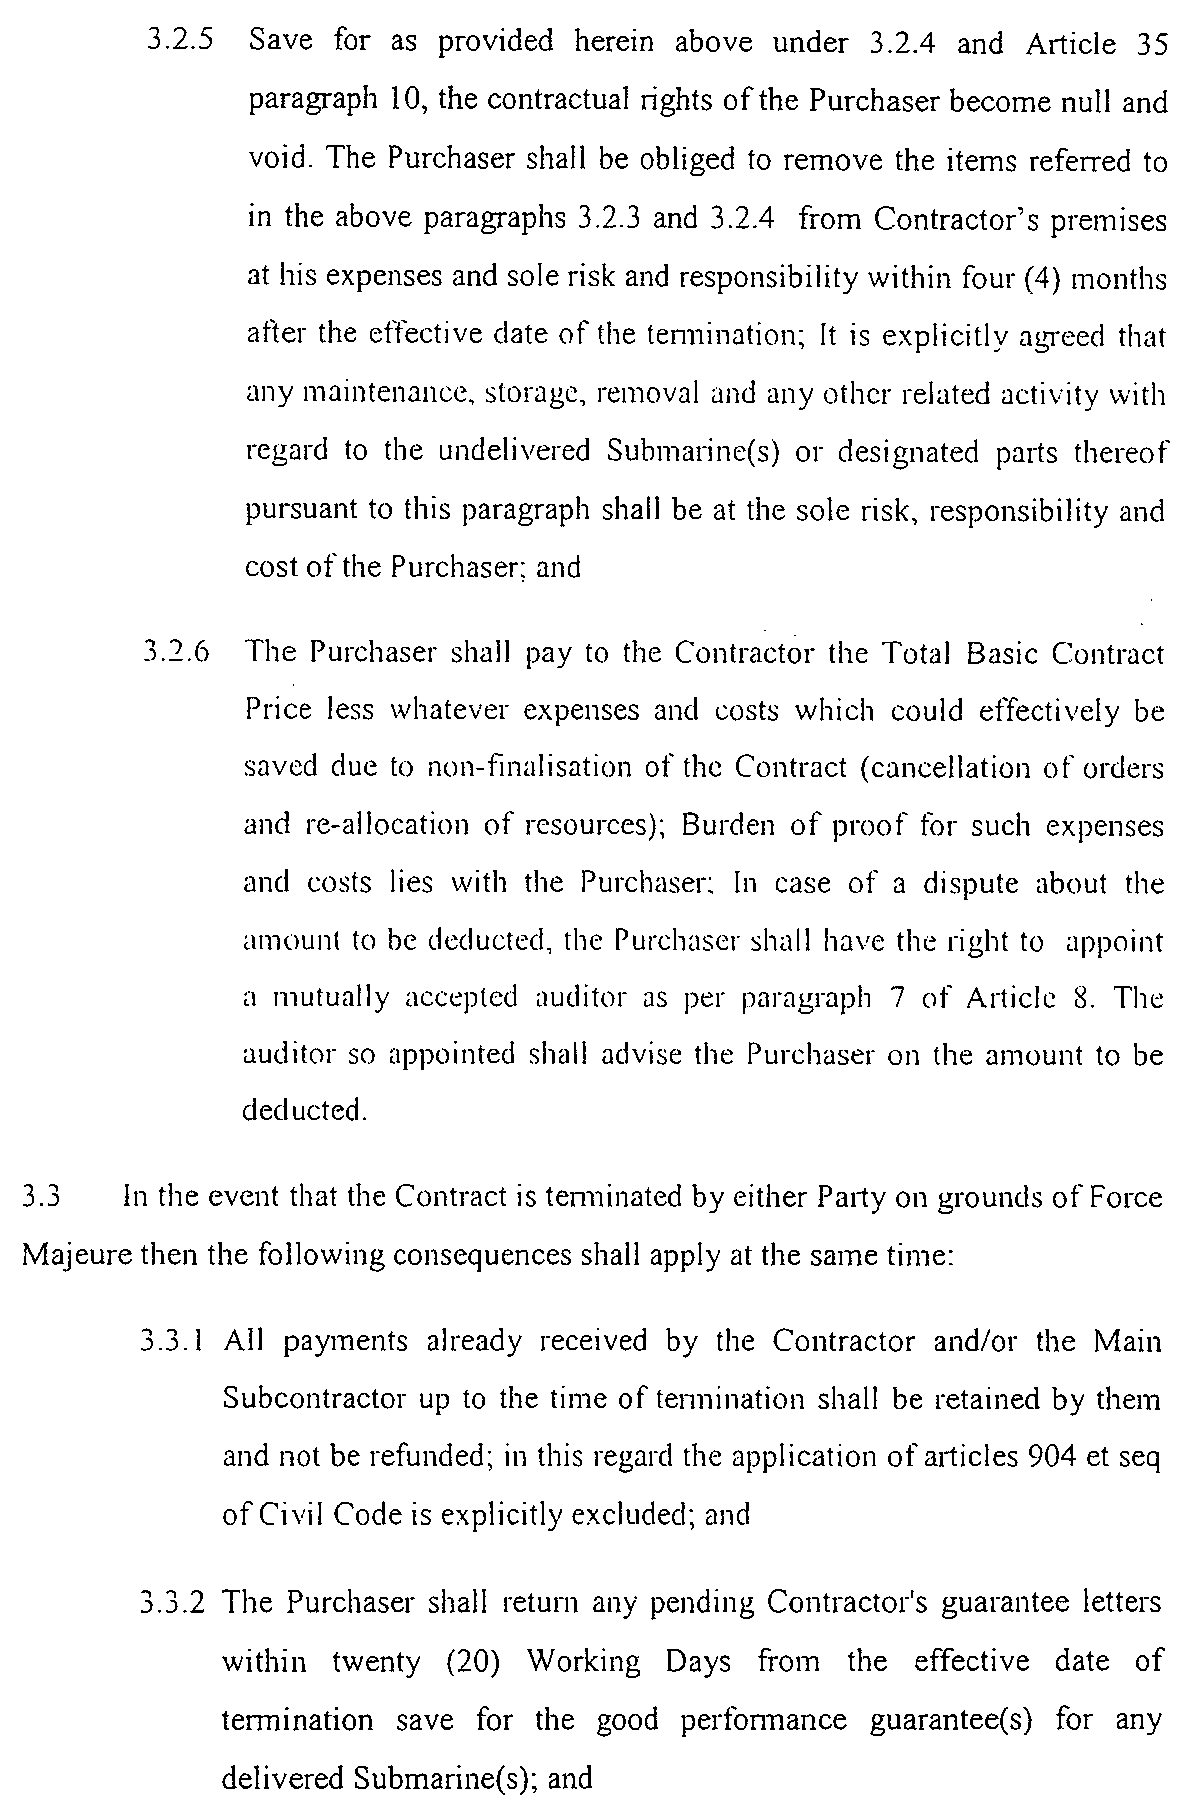 3.2.5 Save for as provided herein above under 3.2.4 and Article 35
paragraph 10, the contractual rights of the Purchaser become null and
void. The Purchaser shall be obliged to remove the items referred to
in the above paragraphs 3.2.3 and 3.2.4 from Contractor's premises
at his expenses and sole risk and responsibility within four (4) months
after the effective date of the termination; It is explicitly agreed that
any maintenance, storage, removal and any other related activity with
regard to the undelivered Submarine(s) or designated parts thereof
pursuant to this paragraph shall be at the sole risk, responsibility and
cost of the Purchaser; and
3.2.6 The Purchaser shall pay to the Contractor the Total Basic Contract
Price less whatever expenses and costs which could effectively be
saved due to non-finalisation of the Contract (cancellation of orders
and re-allocation of resources); Burden of proof for such expenses
and costs lies with the Purchaser; In case of a dispute about the
amount to be deducted, the Purchaser shall have the right to appoint
a mutually accepted auditor as per paragraph 7 of Article 8. The
auditor so appointed shall advise the Purchaser on the amount to be
deducted.
3.3 In the event that the Contract is terminated by either Party on grounds of Force
Majeure then the following consequences shall apply at the same time:
3.3.1 All payments already received by the Contractor and/or the Main
Subcontractor up to the time of termination shall be retained by them
and not be refunded; in this regard the application of articles 904 et seq
of Civil Code is explicitly excluded; and
3.3.2 The Purchaser shall return any pending Contractor's guarantee letters
within twenty (20) Working Days from the effective date of
termination save for the good performance guarantee(s) for any
delivered Submarine(s); and